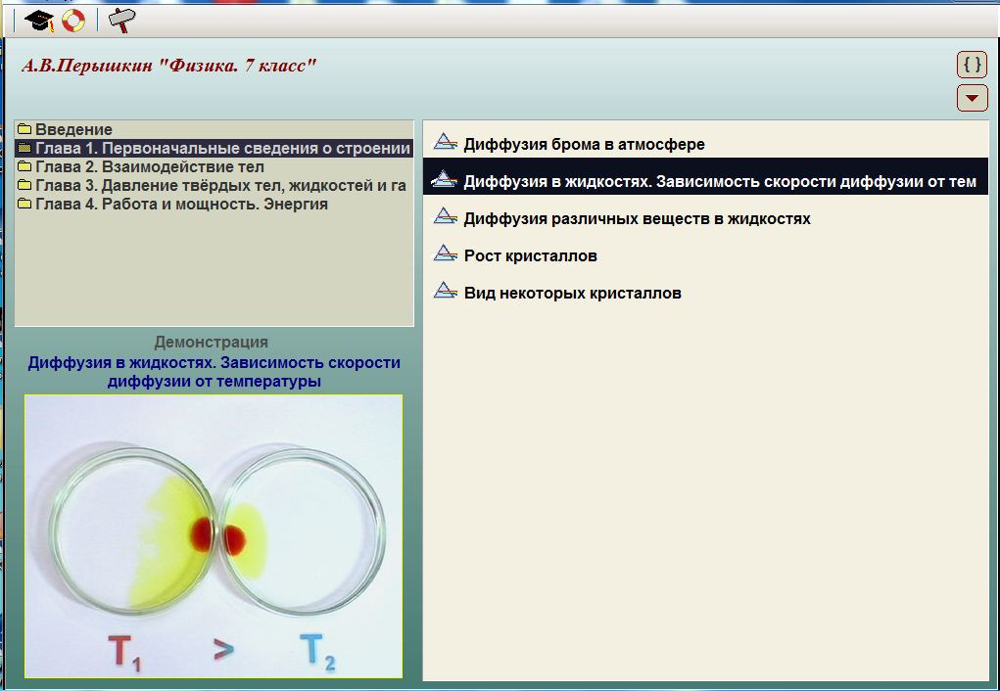 А.В.Перышкин "Физика. 7 класс"
{ }
Введение
Глава 1. Первоначальные сведения о строении
Глава 2. Взаимодействие тел
Глава 3. Давление твёрдых тел, жидкостей и га
Глава 4. Работа и мощность. Энергия
Демонстрация
Диффузия в жидкостях. Зависимость скорости
диффузии от температуры
T1 > T2
Диффузия брома в атмосфере
Диффузия в жидкостях. Зависимость скорости диффузии от тем
Диффузия различных веществ в жидкостях
Рост кристаллов
Вид некоторых кристаллов